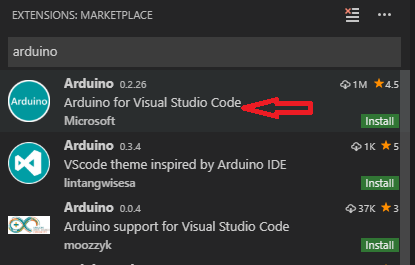 EXTENSIONS: MARKETPLACE
arduino
Arduino 0.2.26 1M 4.5
Arduino for Visual Studio Code
Microsoft Install
Arduino 0.3.4 1K 5
VScode theme inspired by Arduino IDE
lintangwisesa Install
Arduino 0.0.4 37K 3
Arduino support for Visual Studio Code
moozzyk Install